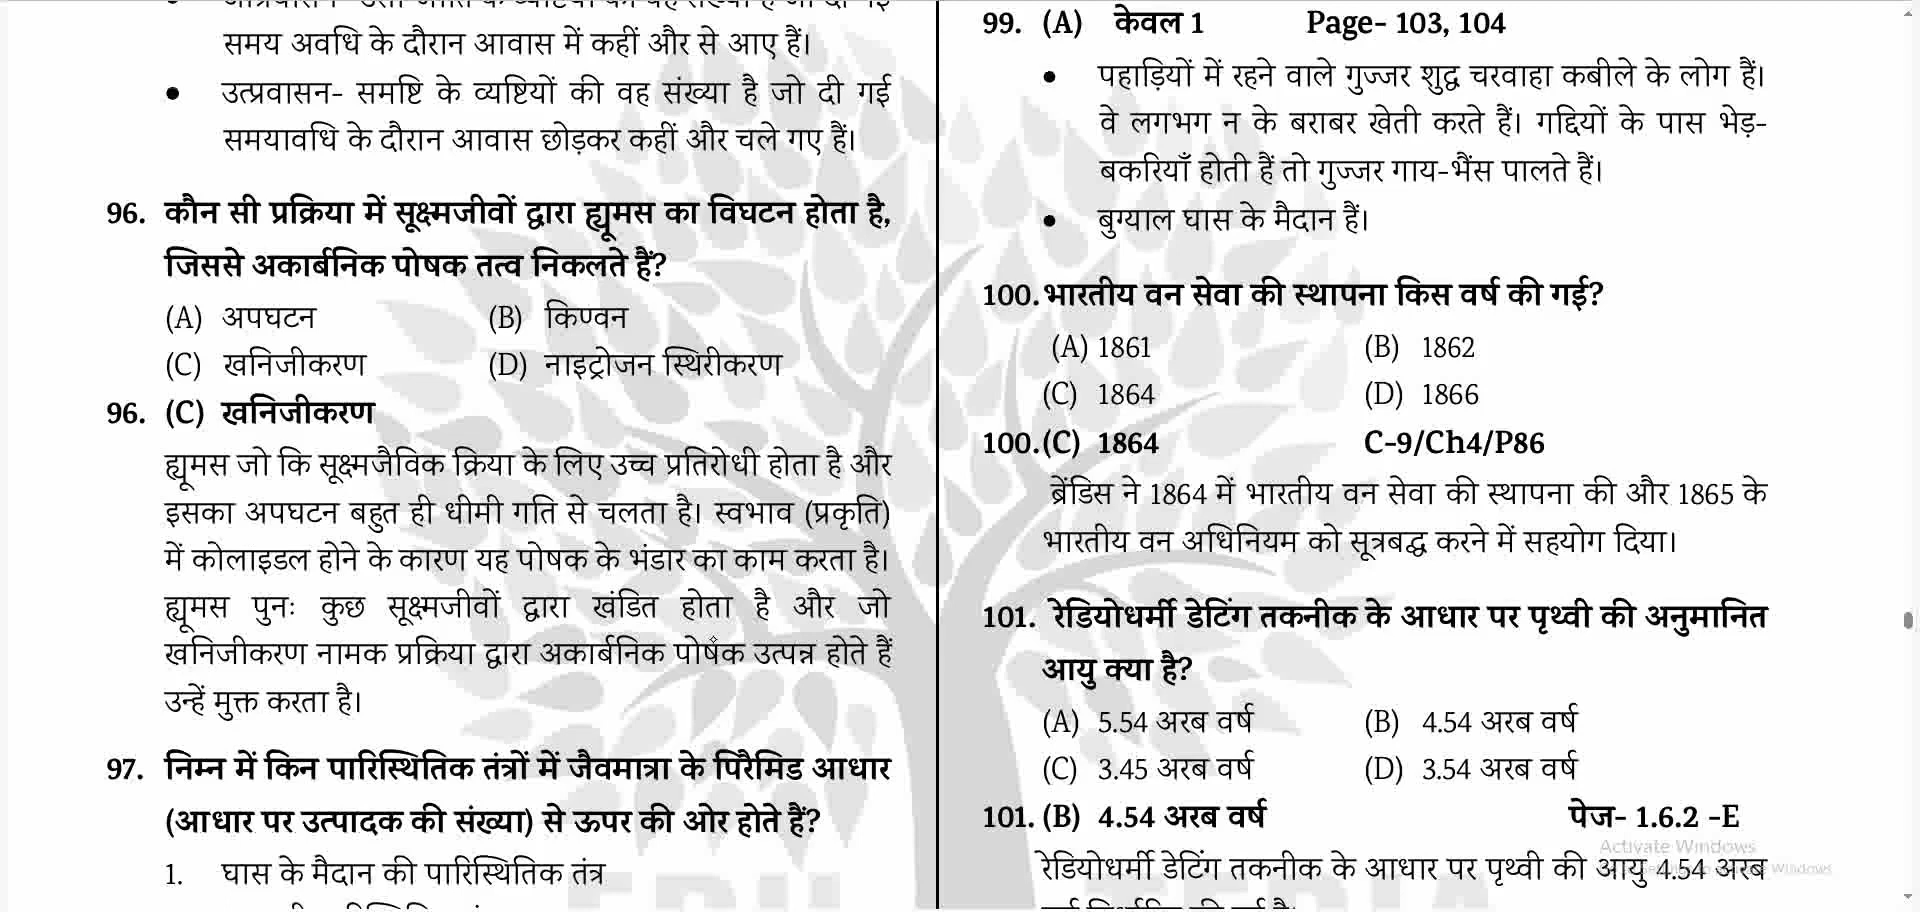 समय अवधि के दौरान आवास में कहीं और से आए हैं।
• उत्प्रवासन- समष्टि के व्यष्टियों की वह संख्या है जो दी गई
समयावधि के दौरान आवास छोड़कर कहीं और चले गए हैं।
96. कौन सी प्रक्रिया में सूक्ष्मजीवों द्वारा ह्यूमस का विघटन होता है,
जिससे अकार्बनिक पोषक तत्व निकलते हैं?
(A) अपघटन (B) किण्वन
(C) खनिजीकरण (D) नाइट्रोजन स्थिरीकरण
96. (C) खनिजीकरण
ह्यूमस जो कि सूक्ष्मजैविक क्रिया के लिए उच्च प्रतिरोधी होता है और
इसका अपघटन बहुत ही धीमी गति से चलता है। स्वभाव (प्रकृति)
में कोलाइडल होने के कारण यह पोषक के भंडार का काम करता है।
ह्यूमस पुनः कुछ सूक्ष्मजीवों द्वारा खंडित होता है और जो
खनिजीकरण नामक प्रक्रिया द्वारा अकार्बनिक पोषक उत्पन्न होते हैं
उन्हें मुक्त करता है।
97. निम्न में किन पारिस्थितिक तंत्रों में जैवमात्रा के पिरैमिड आधार
(आधार पर उत्पादक की संख्या) से ऊपर की ओर होते हैं?
1. घास के मैदान की पारिस्थितिक तंत्र
99. (A) केवल 1 Page- 103, 104
• पहाड़ियों में रहने वाले गुज्जर शुद्ध चरवाहा कबीले के लोग हैं।
वे लगभग न के बराबर खेती करते हैं। गद्दियों के पास भेड़-
बकरियाँ होती हैं तो गुज्जर गाय-भैंस पालते हैं।
• बुग्याल घास के मैदान हैं।
100. भारतीय वन सेवा की स्थापना किस वर्ष की गई?
(A) 1861 (B) 1862
(C) 1864 (D) 1866
100. (C) 1864 C-9/Ch4/P86
ब्रेंडिस ने 1864 में भारतीय वन सेवा की स्थापना की और 1865 के
भारतीय वन अधिनियम को सूत्रबद्ध करने में सहयोग दिया।
101. रेडियोधर्मी डेटिंग तकनीक के आधार पर पृथ्वी की अनुमानित
आयु क्या है?
(A) 5.54 अरब वर्ष (B) 4.54 अरब वर्ष
(C) 3.45 अरब वर्ष (D) 3.54 अरब वर्ष
101. (B) 4.54 अरब वर्ष पेज- 1.6.2 -E
Activate Windows
रेडियोधर्मी डेटिंग तकनीक के आधार पर पृथ्वी की आयु 4.54 अरब